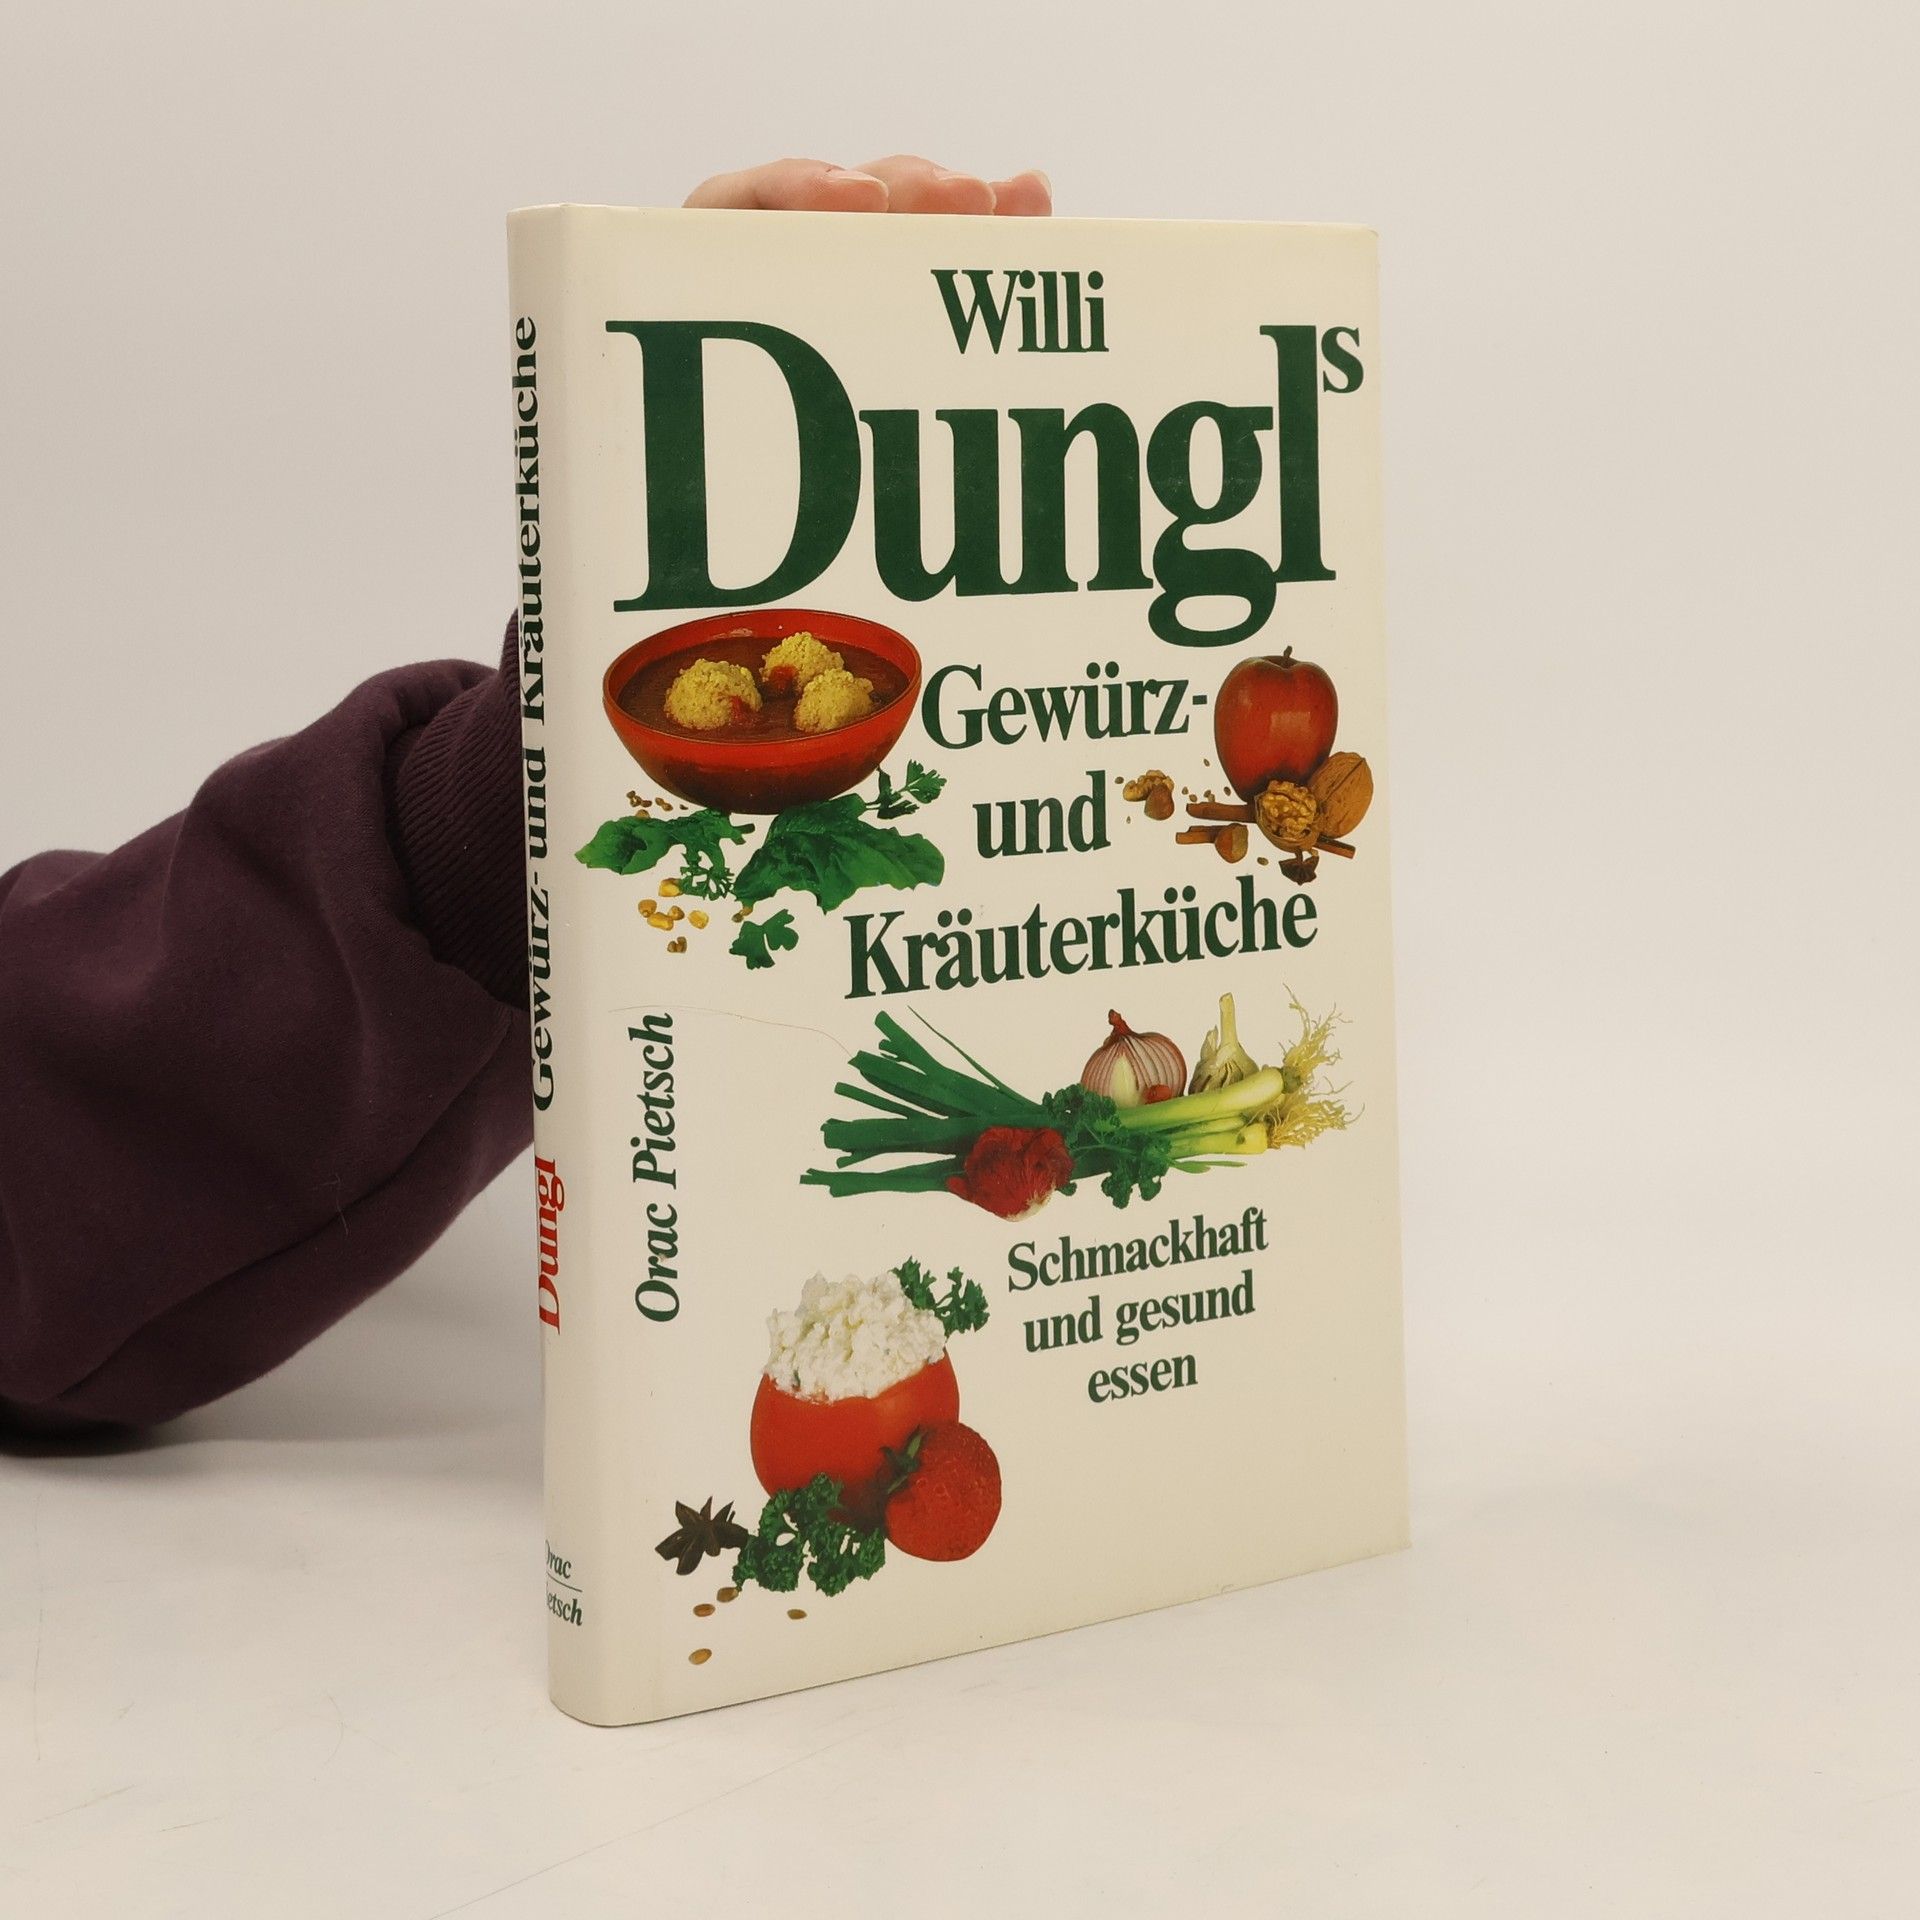 Willi
Dungls
Gewürz-
und
Kräuterküche
Orac Pietsch
Schmackhaft
und gesund
essen
Dungl Gewürz- und Kräuterküche
Orac
Pietsch